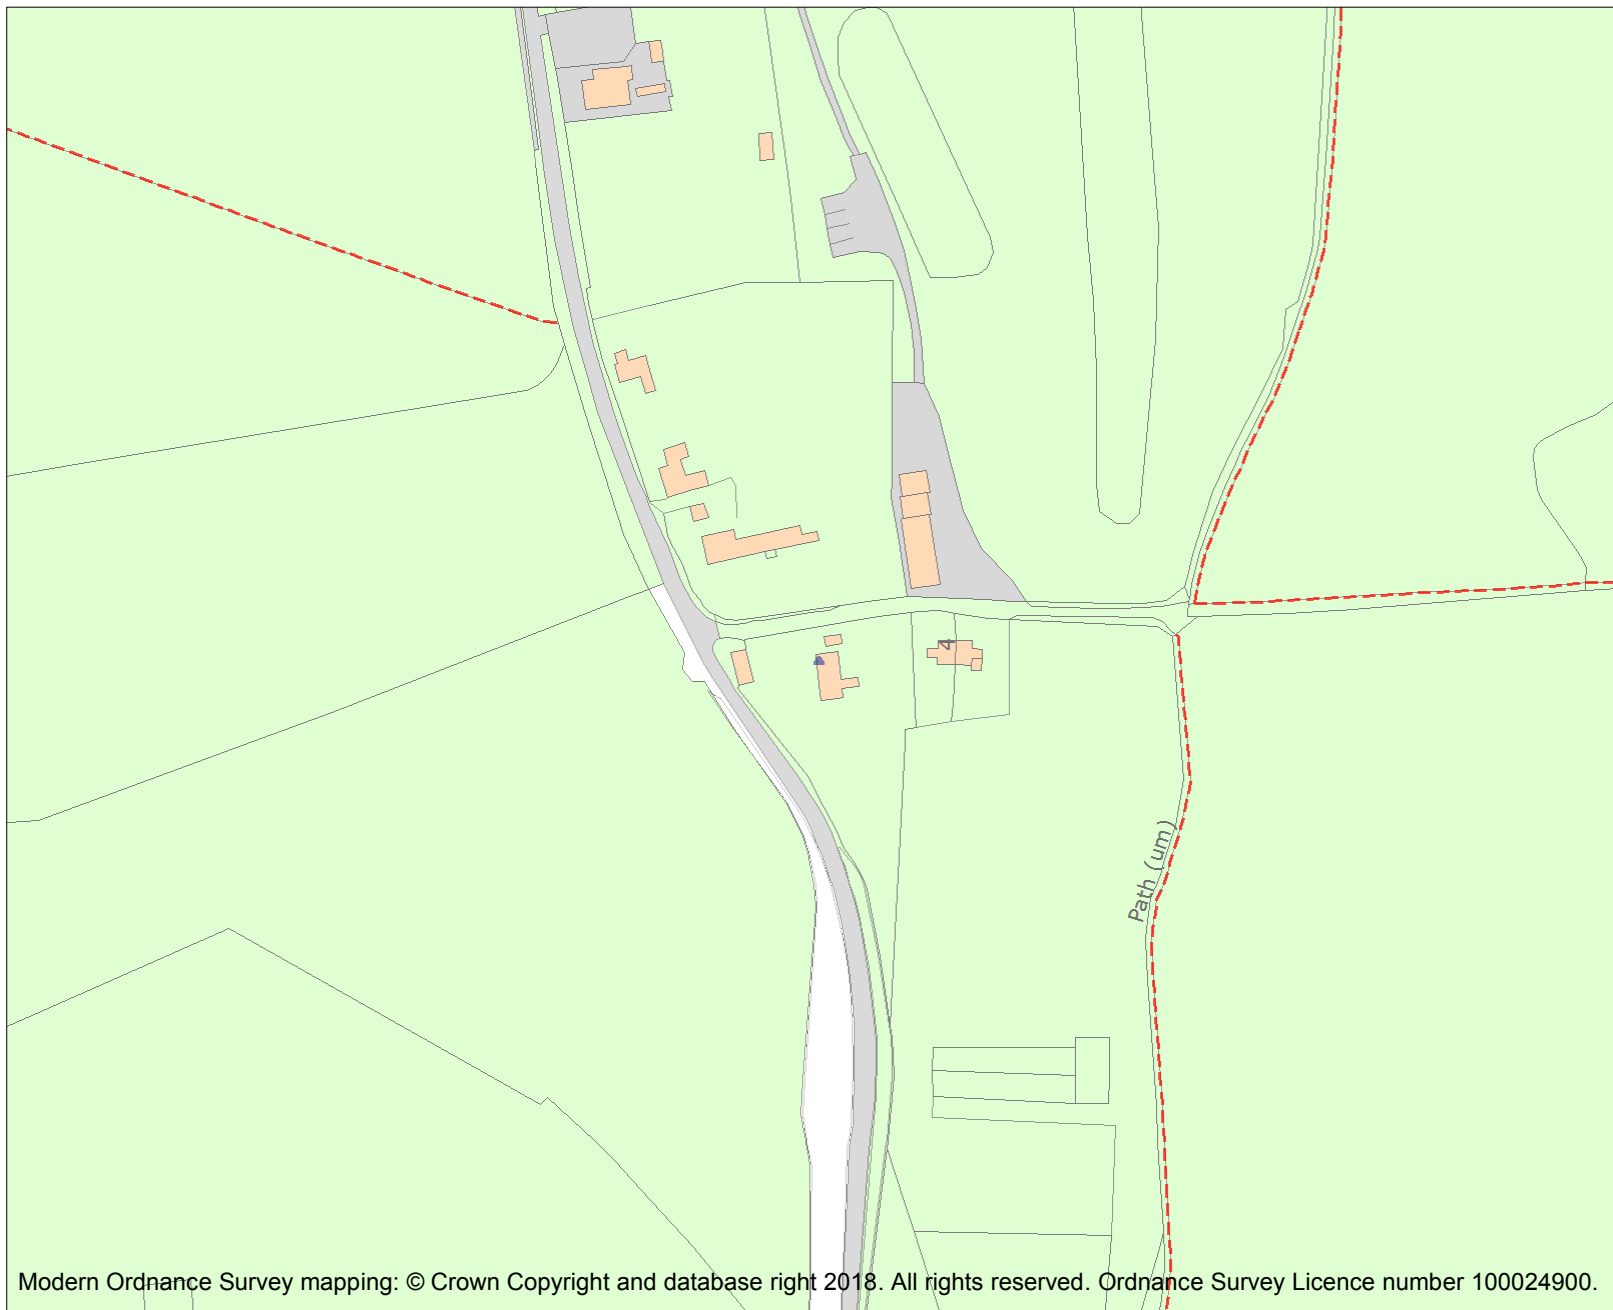 4
Path (um)
Modern Ordnance Survey mapping: © Crown Copyright and database right 2018. All rights reserved. Ordnance Survey Licence number 100024900.